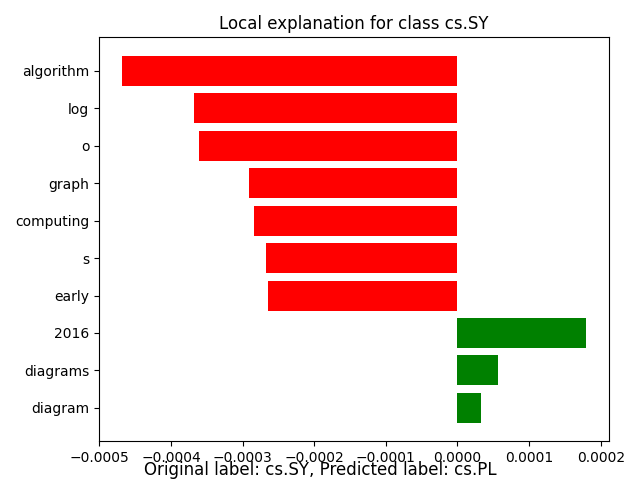 Local explanation for class cs.SY
algorithm
log
o
graph
computing
s
early
2016
diagrams
diagram
−0.0005 −0.0004 −0.0003 −0.0002 −0.0001 0.0000 0.0001 0.0002
Original label: cs.SY, Predicted label: cs.PL